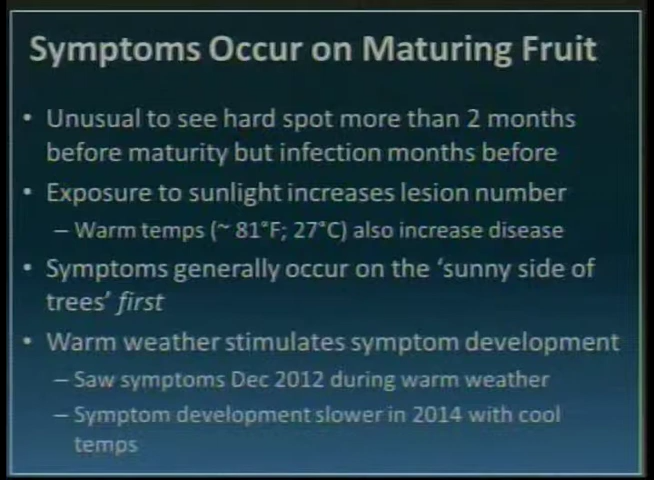 Symptoms Occur on Maturing Fruit
• Unusual to see hard spot more than 2 months
before maturity but infection months before
• Exposure to sunlight increases lesion number
– Warm temps (~ 81°F; 27°C) also increase disease
• Symptoms generally occur on the ‘sunny side of
trees’ first
• Warm weather stimulates symptom development
– Saw symptoms Dec 2012 during warm weather
– Symptom development slower in 2014 with cool
temps